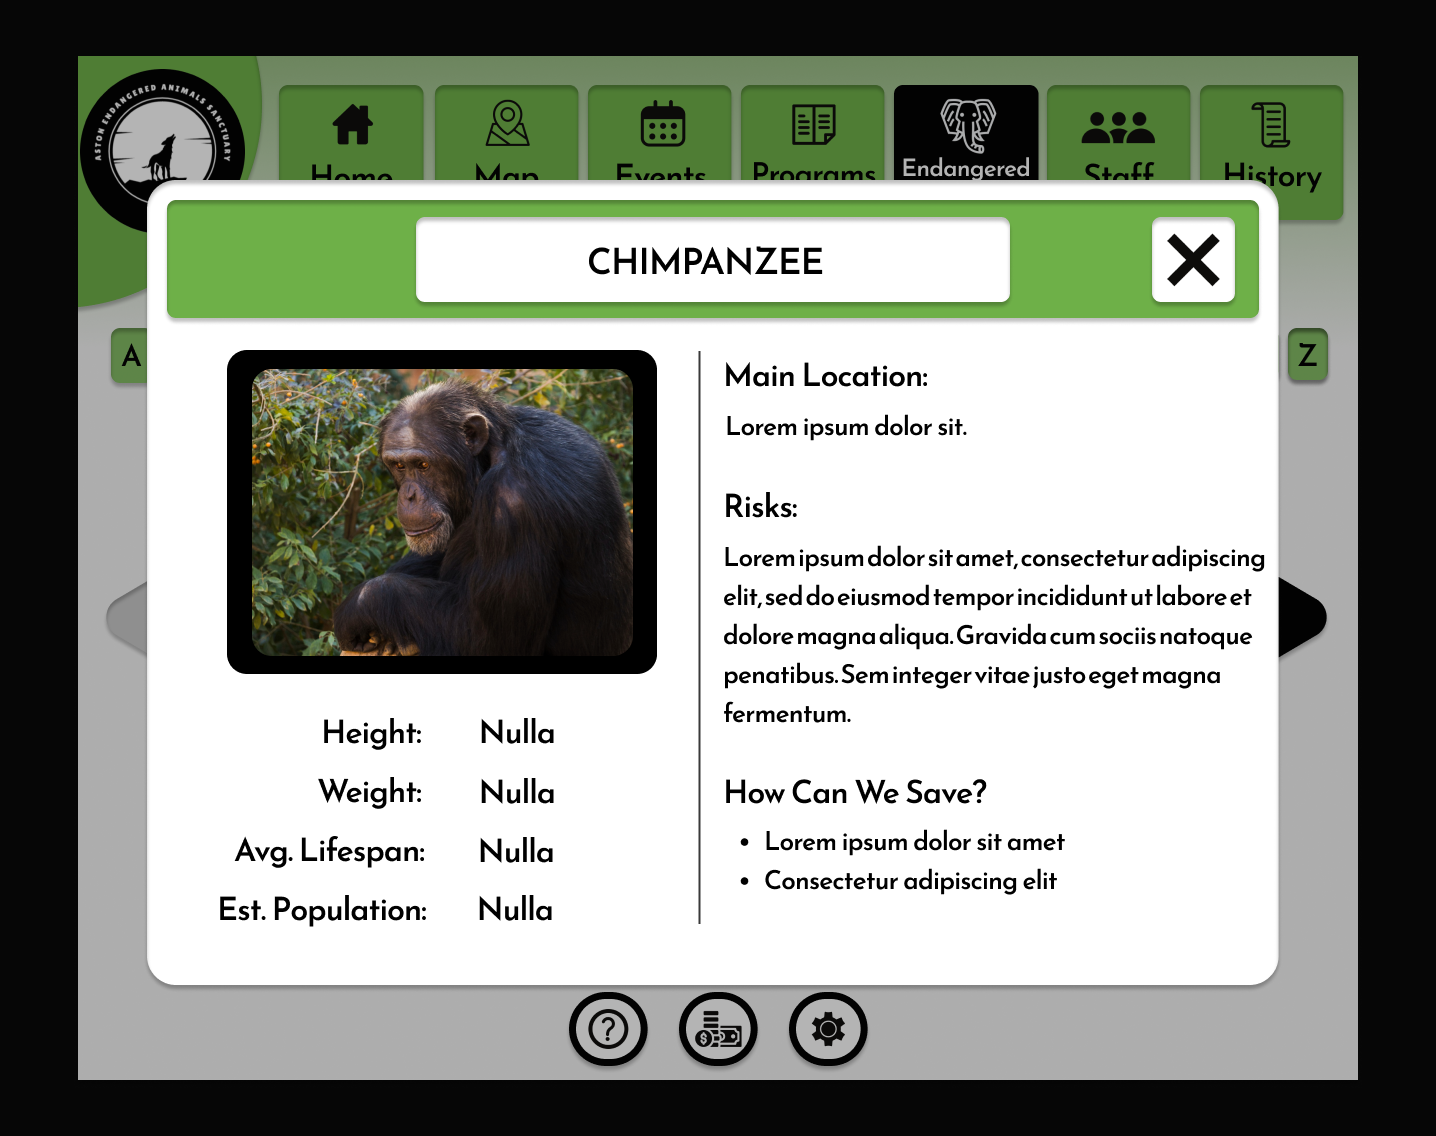 ASTON ENDANGERED ANIMALS SANCTUARY
Home
Map
Events
Programs
Endangered
Staff
History
CHIMPANZEE
A
Z
Main Location:
Lorem ipsum dolor sit.
Risks:
Lorem ipsum dolor sit amet, consectetur adipiscing
elit, sed do eiusmod tempor incididunt ut labore et
dolore magna aliqua. Gravida cum sociis natoque
penatibus. Sem integer vitae justo eget magna
fermentum.
Height: Nulla
Weight: Nulla
Avg. Lifespan: Nulla
Est. Population: Nulla
How Can We Save?
• Lorem ipsum dolor sit amet
• Consectetur adipiscing elit